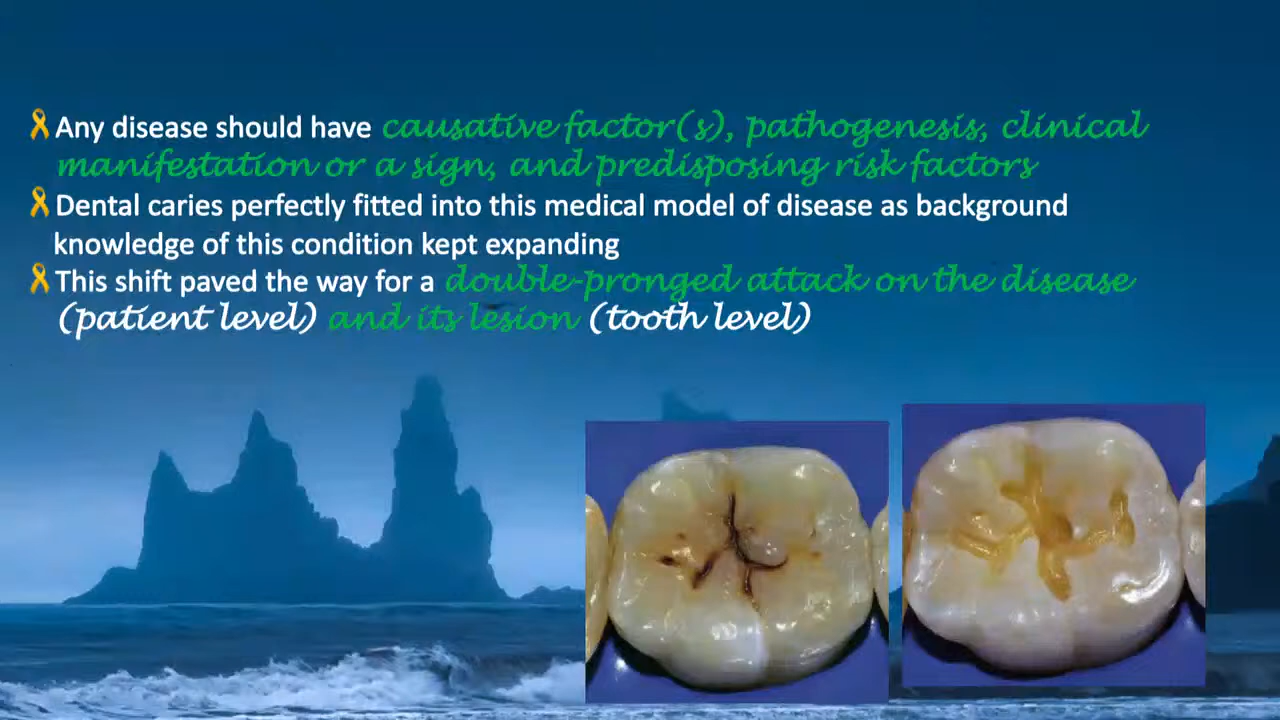 Any disease should have causative factor(s), pathogenesis, clinical
manifestation or a sign, and predisposing risk factors
Dental caries perfectly fitted into this medical model of disease as background
knowledge of this condition kept expanding
This shift paved the way for a double-pronged attack on the disease
(patient level) and its lesion (tooth level)